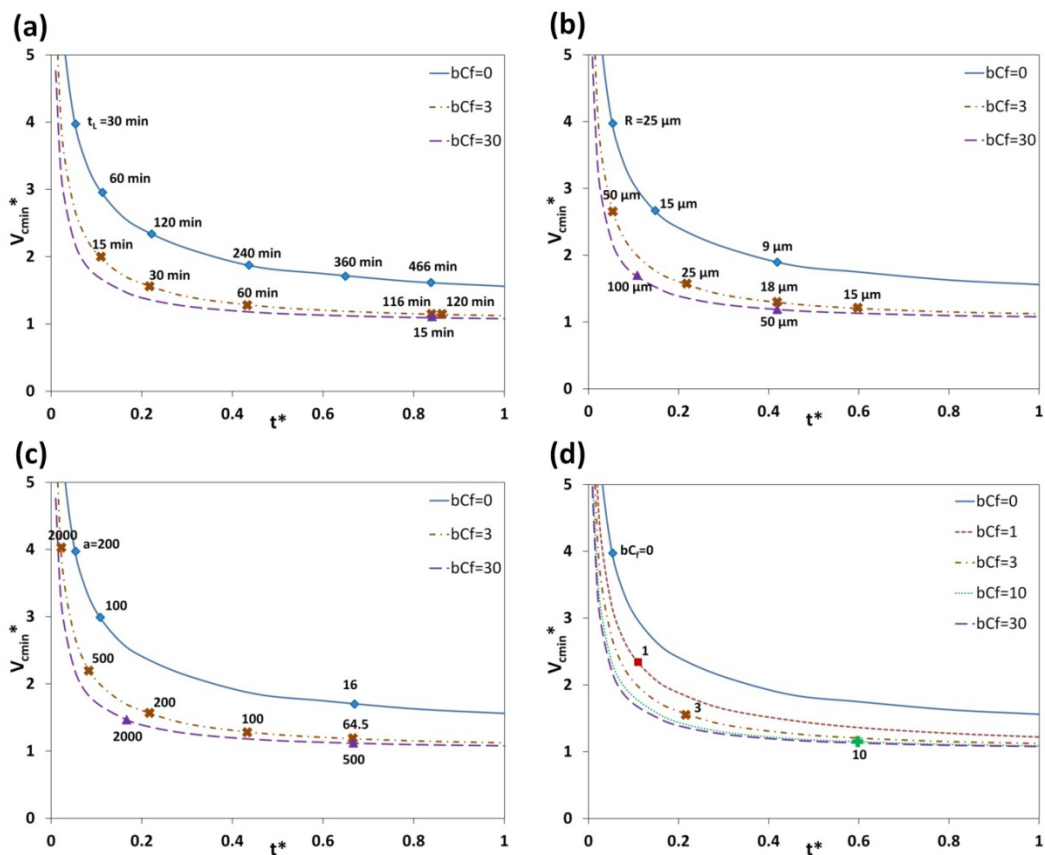 (a)
5
4
3
2
1
0
Vcmin*
0
0.2
0.4
0.6
0.8
1
t*
bCf=0
bCf=3
bCf=30
tL =30 min
60 min
120 min
240 min
360 min
466 min
15 min
30 min
60 min
116 min
120 min
15 min
(b)
5
4
3
2
1
0
Vcmin*
0
0.2
0.4
0.6
0.8
1
t*
bCf=0
bCf=3
bCf=30
R =25 µm
15 µm
9 µm
50 µm
25 µm
18 µm
15 µm
100 µm
50 µm
(c)
5
4
3
2
1
0
Vcmin*
0
0.2
0.4
0.6
0.8
1
t*
bCf=0
bCf=3
bCf=30
2000
a=200
100
16
500
200
100
64.5
2000
500
(d)
5
4
3
2
1
0
Vcmin*
0
0.2
0.4
0.6
0.8
1
t*
bCf=0
bCf=1
bCf=3
bCf=10
bCf=30
bCf=0
1
3
10